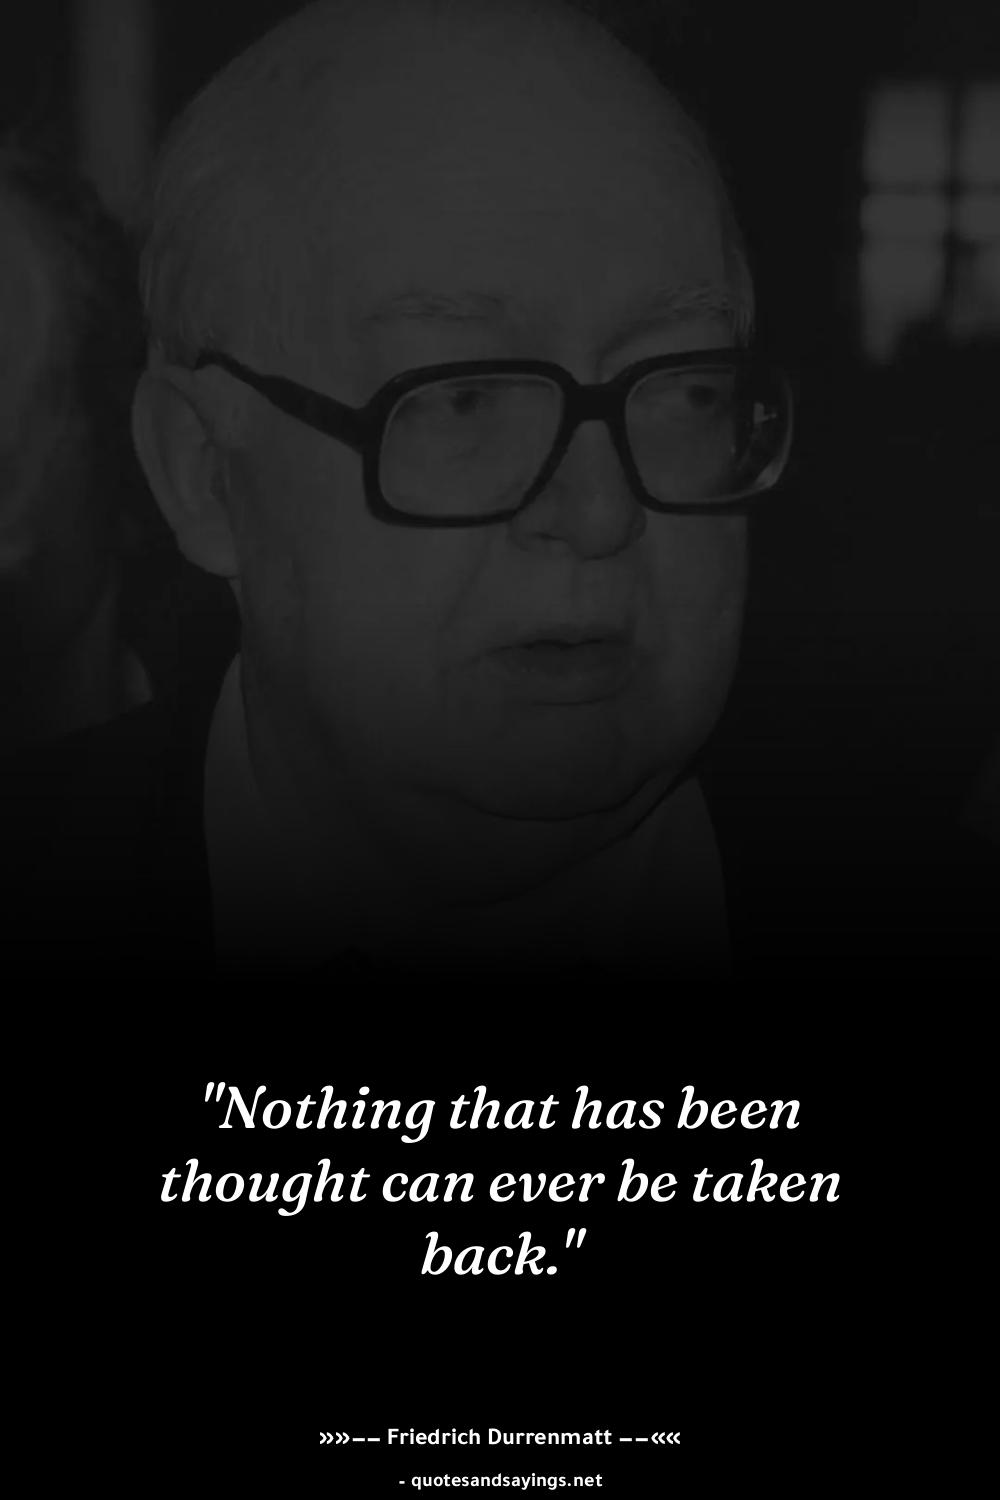 "Nothing that has been
thought can ever be taken
back."
»»–– Friedrich Durrenmatt ––««
- quotesandsayings.net